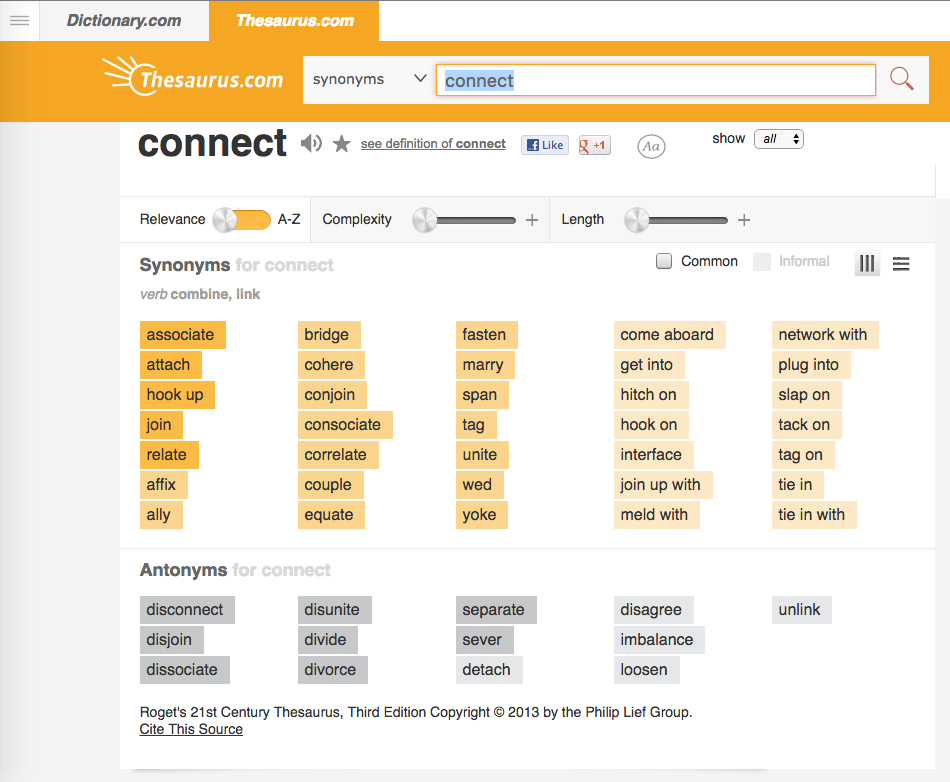 Dictionary.com Thesaurus.com
Thesaurus.com synonyms connect
connect see definition of connect Like +1 Aa show all
Relevance A-Z Complexity + Length +
Synonyms for connect Common Informal
verb combine, link
associate bridge fasten come aboard network with
attach cohere marry get into plug into
hook up conjoin span hitch on slap on
join consociate tag hook on tack on
relate correlate unite interface tag on
affix couple wed join up with tie in
ally equate yoke meld with tie in with
Antonyms for connect
disconnect disunite separate disagree unlink
disjoin divide sever imbalance
dissociate divorce detach loosen
Roget's 21st Century Thesaurus, Third Edition Copyright © 2013 by the Philip Lief Group.
Cite This Source